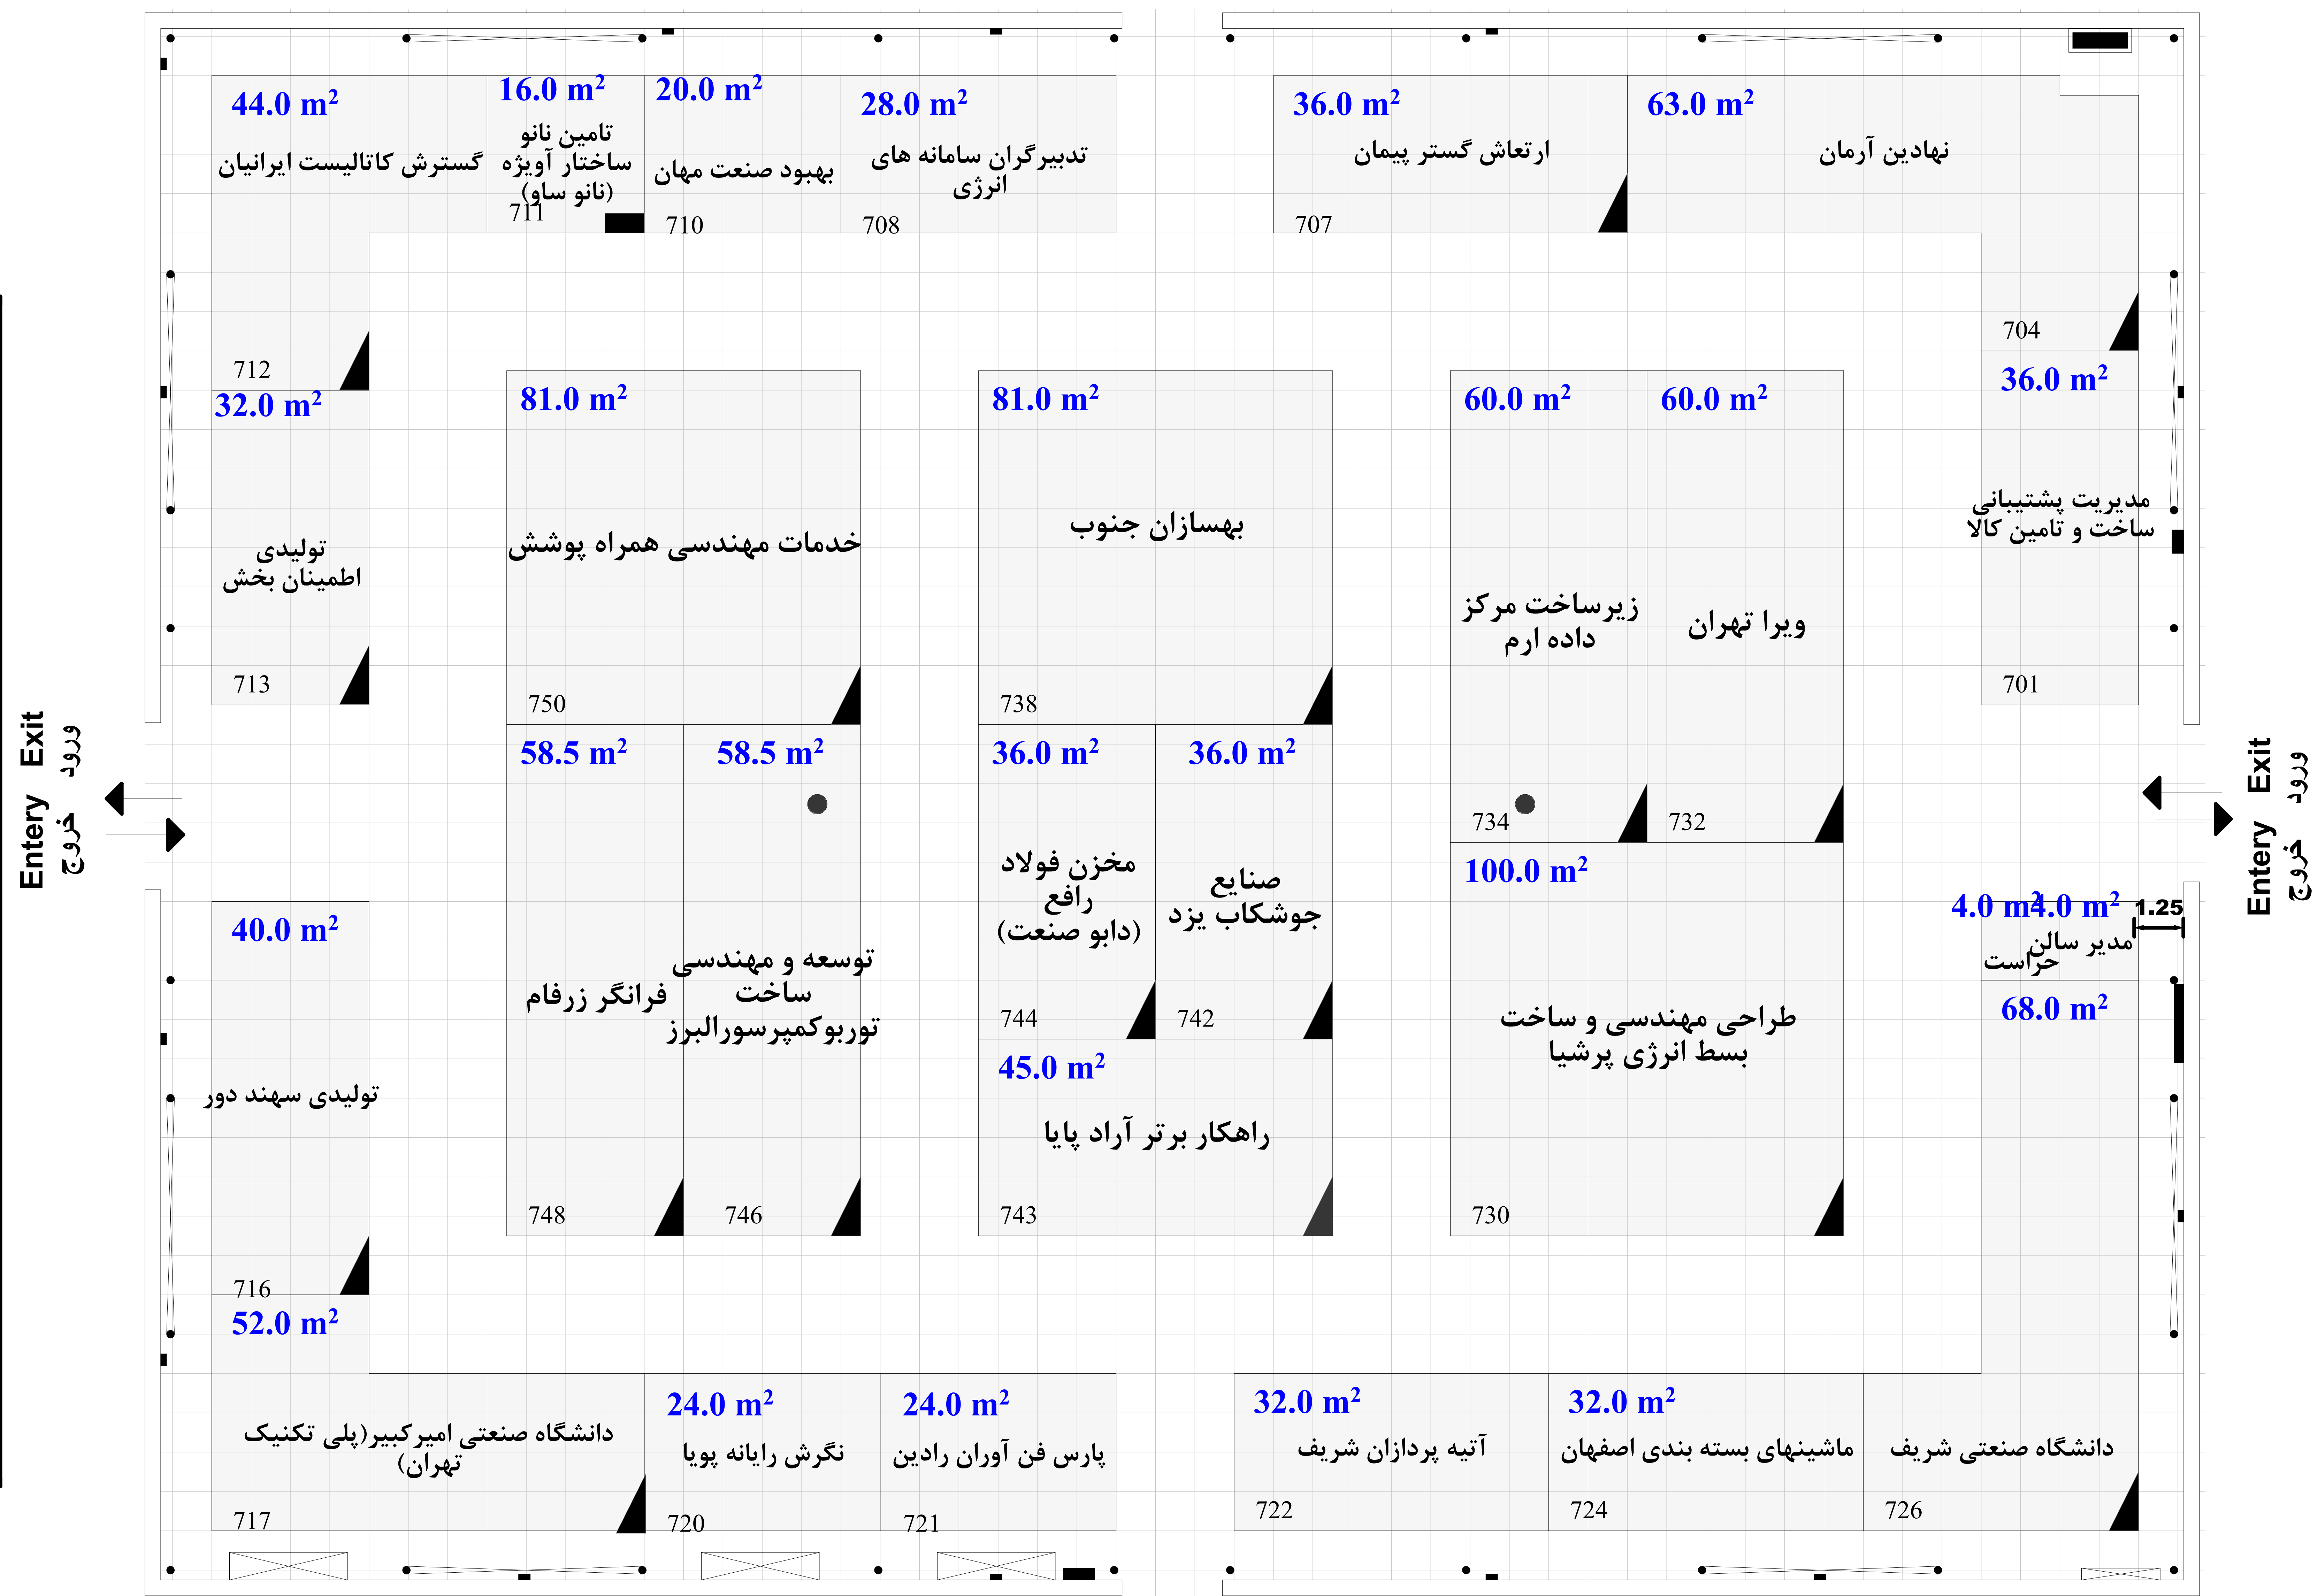 44.0 m²
گسترش کاتالیست ایرانیان
712
16.0 m²
تامین نانو
ساختار آویژه
(نانو ساو)
711
20.0 m²
بهبود صنعت مهان
710
28.0 m²
تدبیرگران سامانه های
انرژی
708
36.0 m²
ارتعاش گستر پیمان
707
63.0 m²
نهادین آرمان
704
32.0 m²
تولیدی
اطمینان بخش
713
81.0 m²
خدمات مهندسی همراه پوشش
750
81.0 m²
بهسازان جنوب
738
60.0 m²
زیرساخت مرکز
داده ارم
734
60.0 m²
ویرا تهران
732
36.0 m²
مدیریت پشتیبانی
ساخت و تامین کالا
701
Entery Exit
ورود خروج
58.5 m²
فرانگر زرفام
748
58.5 m²
توسعه و مهندسی
ساخت
توربوکمپرسورالبرز
746
36.0 m²
مخزن فولاد
رافع
(دابو صنعت)
744
36.0 m²
صنایع
جوشکاب یزد
742
45.0 m²
راهکار برتر آراد پایا
743
100.0 m²
طراحی مهندسی و ساخت
بسط انرژی پرشیا
730
Entery Exit
ورود خروج
4.0 m²
حراست
4.0 m²
مدیر سالن
1.25
40.0 m²
تولیدی سهند دور
716
52.0 m²
دانشگاه صنعتی امیرکبیر(پلی تکنیک
تهران)
717
24.0 m²
نگرش رایانه پویا
720
24.0 m²
پارس فن آوران رادین
721
32.0 m²
آتیه پردازان شریف
722
32.0 m²
ماشینهای بسته بندی اصفهان
724
68.0 m²
دانشگاه صنعتی شریف
726